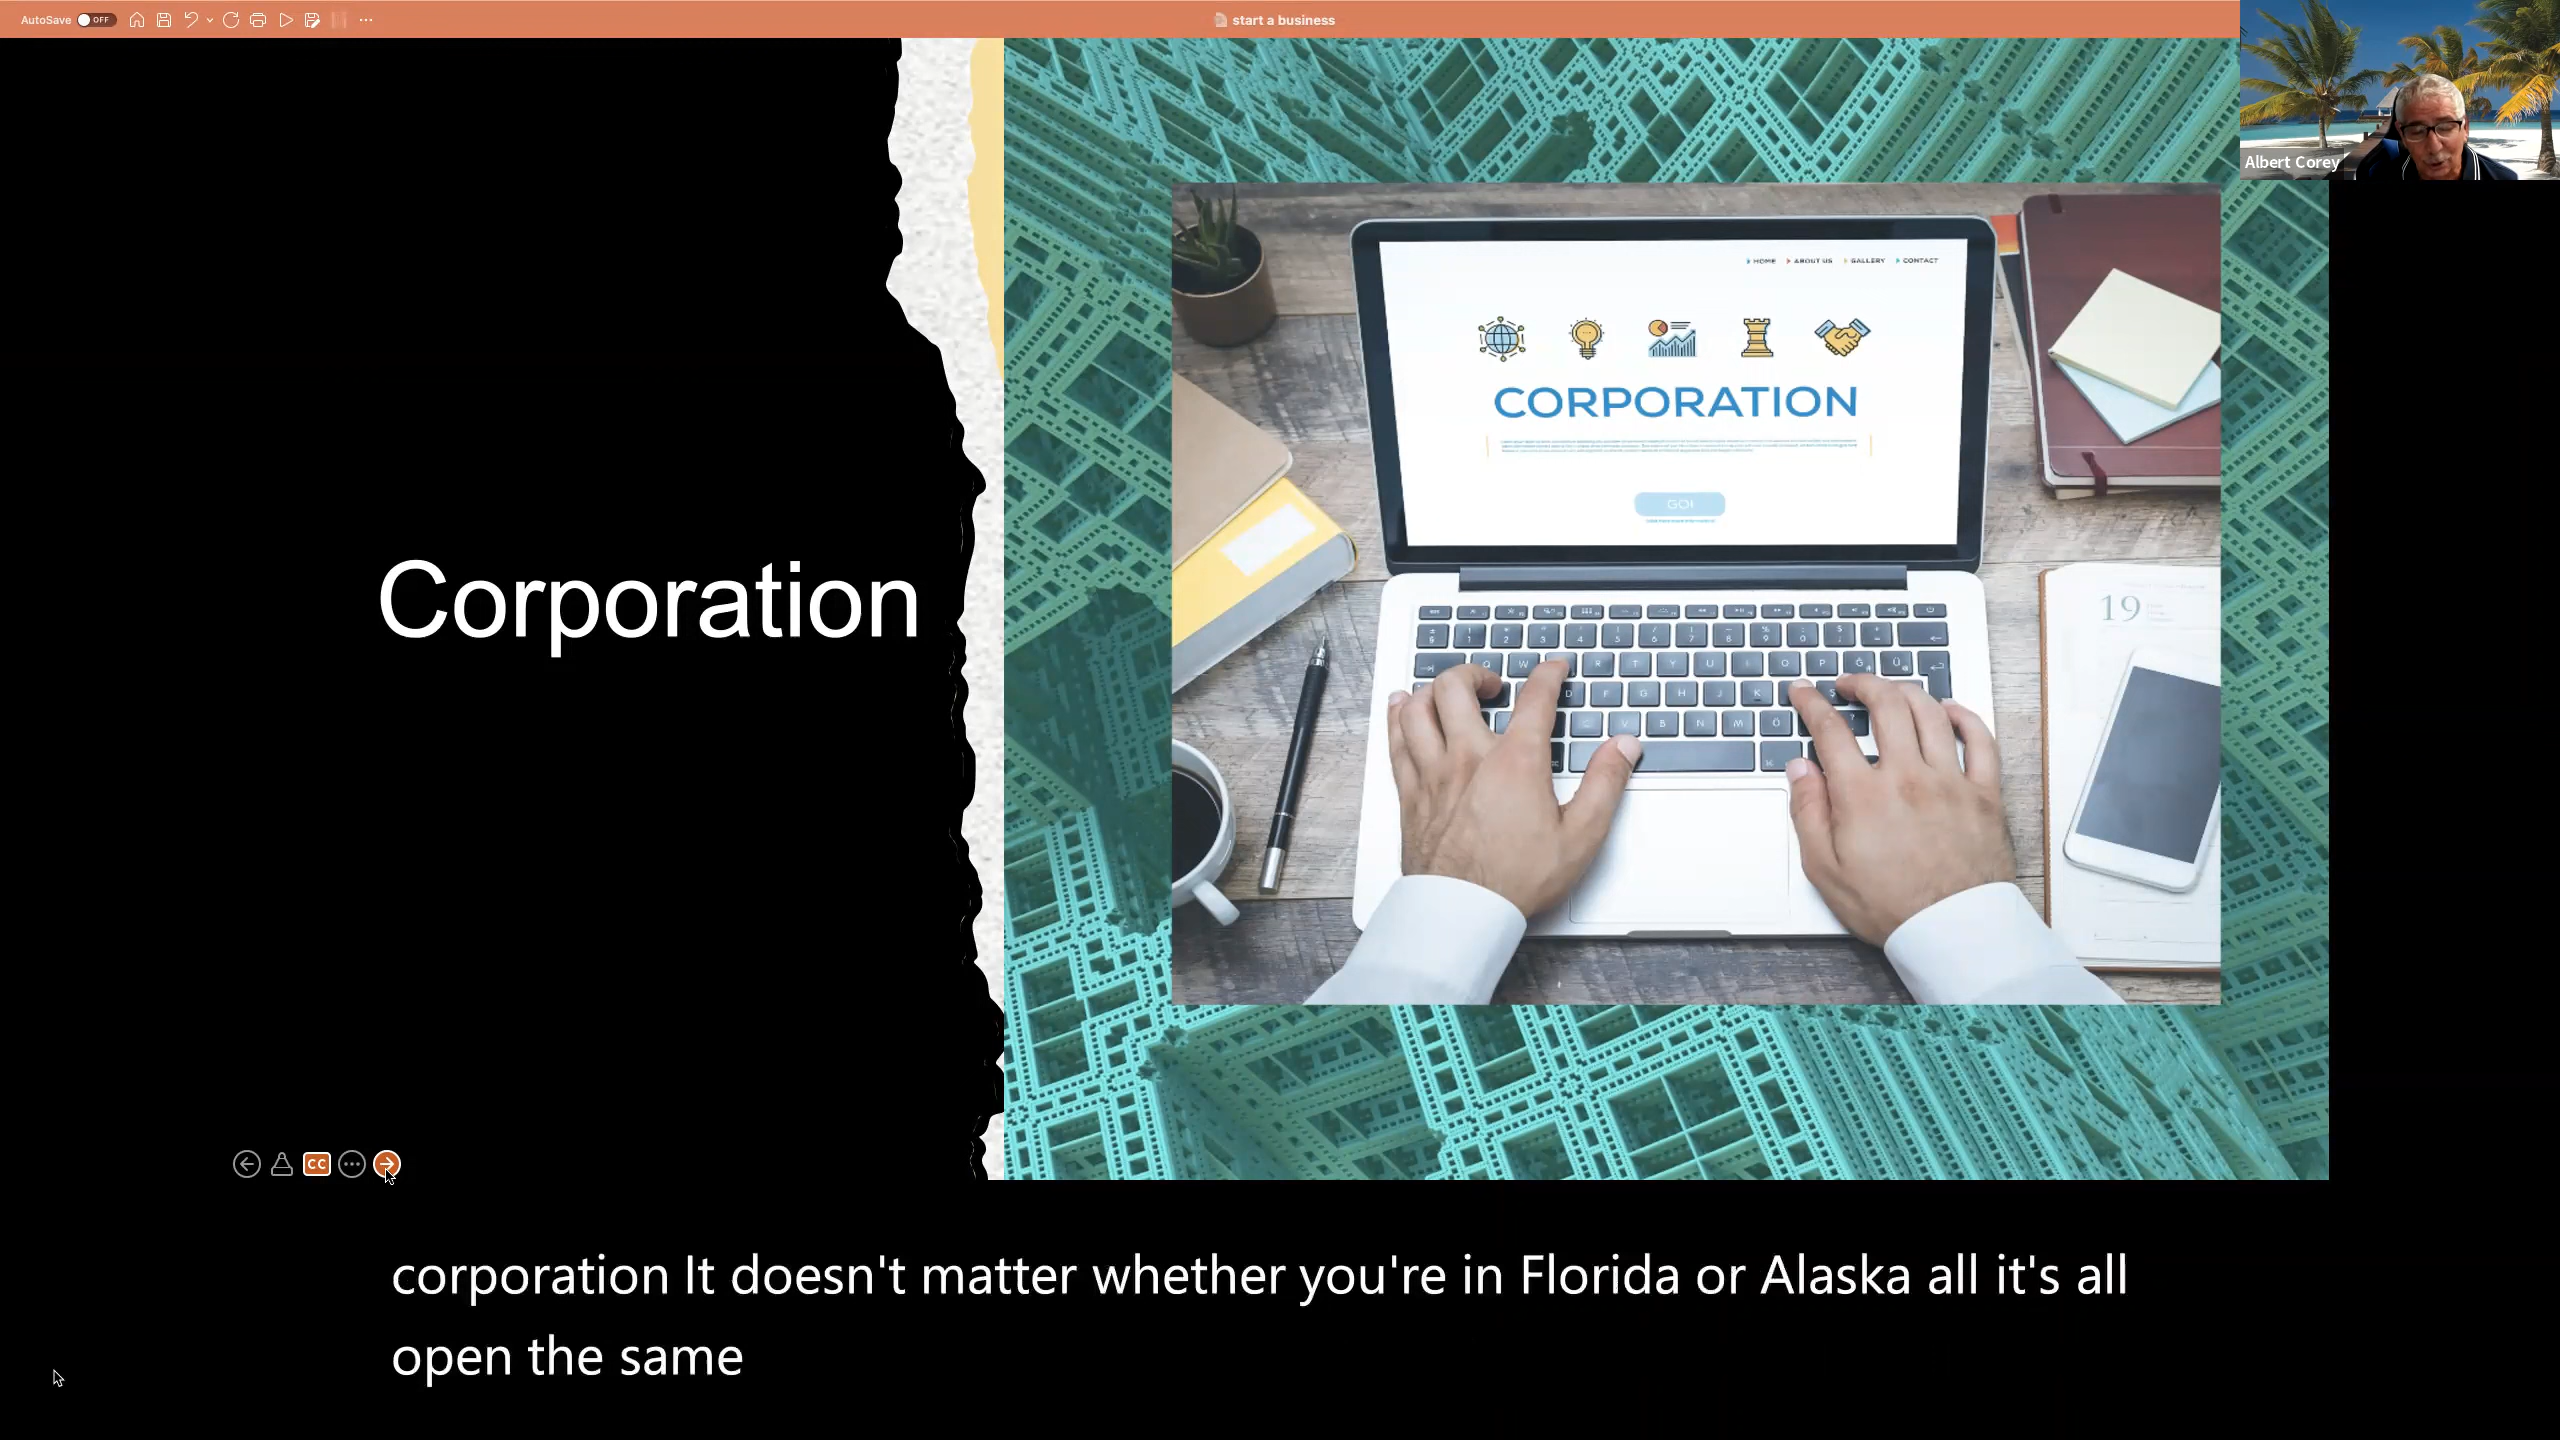 AutoSave OFF
start a business
Albert Corey
HOME ABOUT US GALLERY CONTACT
CORPORATION
GO!
Corporation
19
CC
corporation It doesn't matter whether you're in Florida or Alaska all it's all
open the same